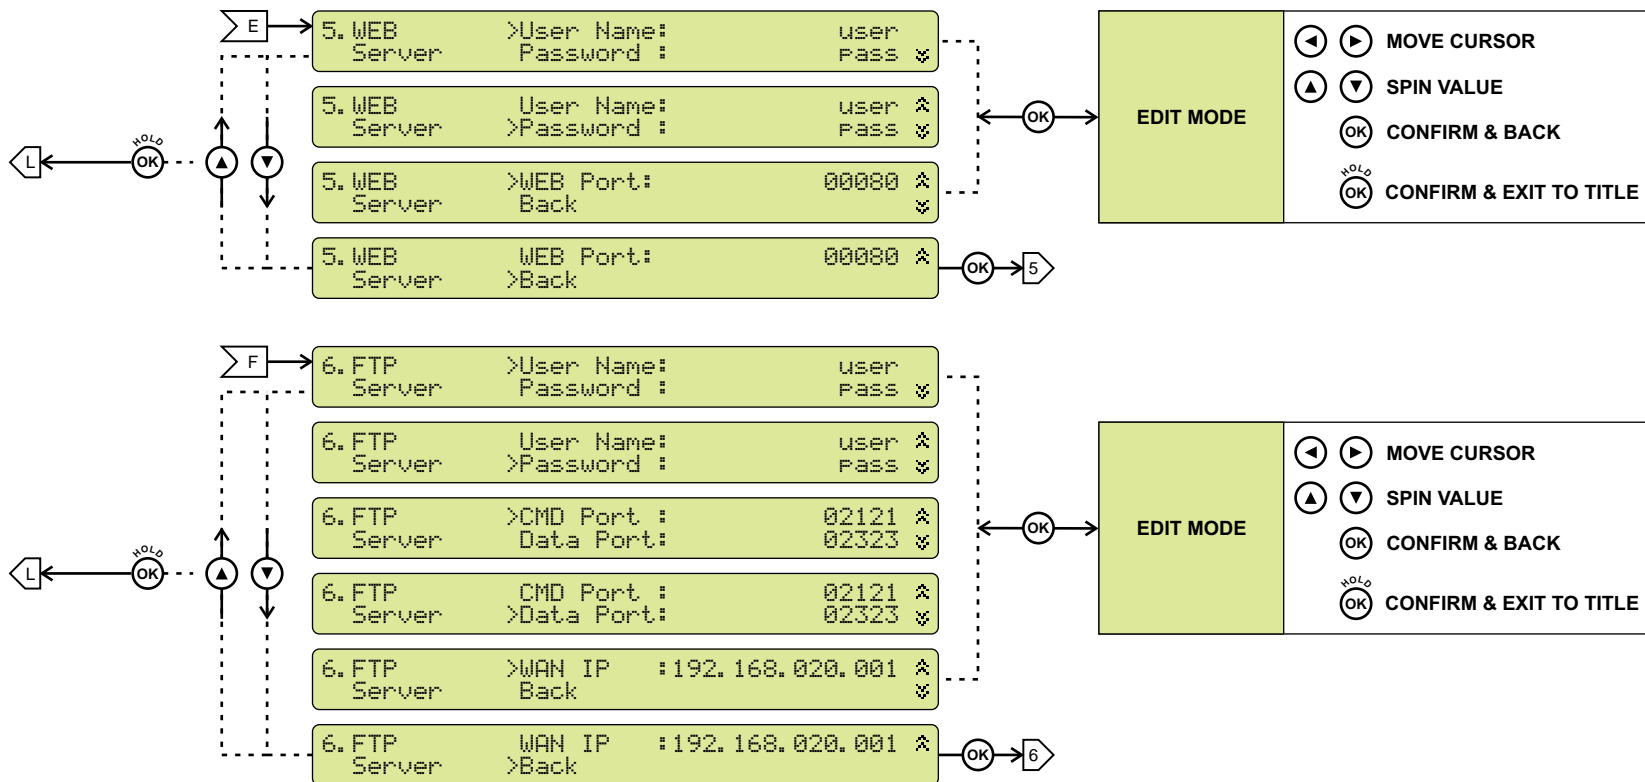 E
5. WEB >User Name: user
Server Password : pass
5. WEB User Name: user
Server >Password : pass
5. WEB >WEB Port: 00080
Server Back
5. WEB WEB Port: 00080
Server >Back
L
HOLD
OK
OK
5
OK
EDIT MODE
MOVE CURSOR
SPIN VALUE
OK CONFIRM & BACK
HOLD
OK CONFIRM & EXIT TO TITLE
F
6. FTP >User Name: user
Server Password : pass
6. FTP User Name: user
Server >Password : pass
6. FTP >CMD Port : 02121
Server Data Port: 02323
6. FTP CMD Port : 02121
Server >Data Port: 02323
6. FTP >WAN IP :192.168.020.001
Server Back
6. FTP WAN IP :192.168.020.001
Server >Back
L
HOLD
OK
OK
6
OK
EDIT MODE
MOVE CURSOR
SPIN VALUE
OK CONFIRM & BACK
HOLD
OK CONFIRM & EXIT TO TITLE